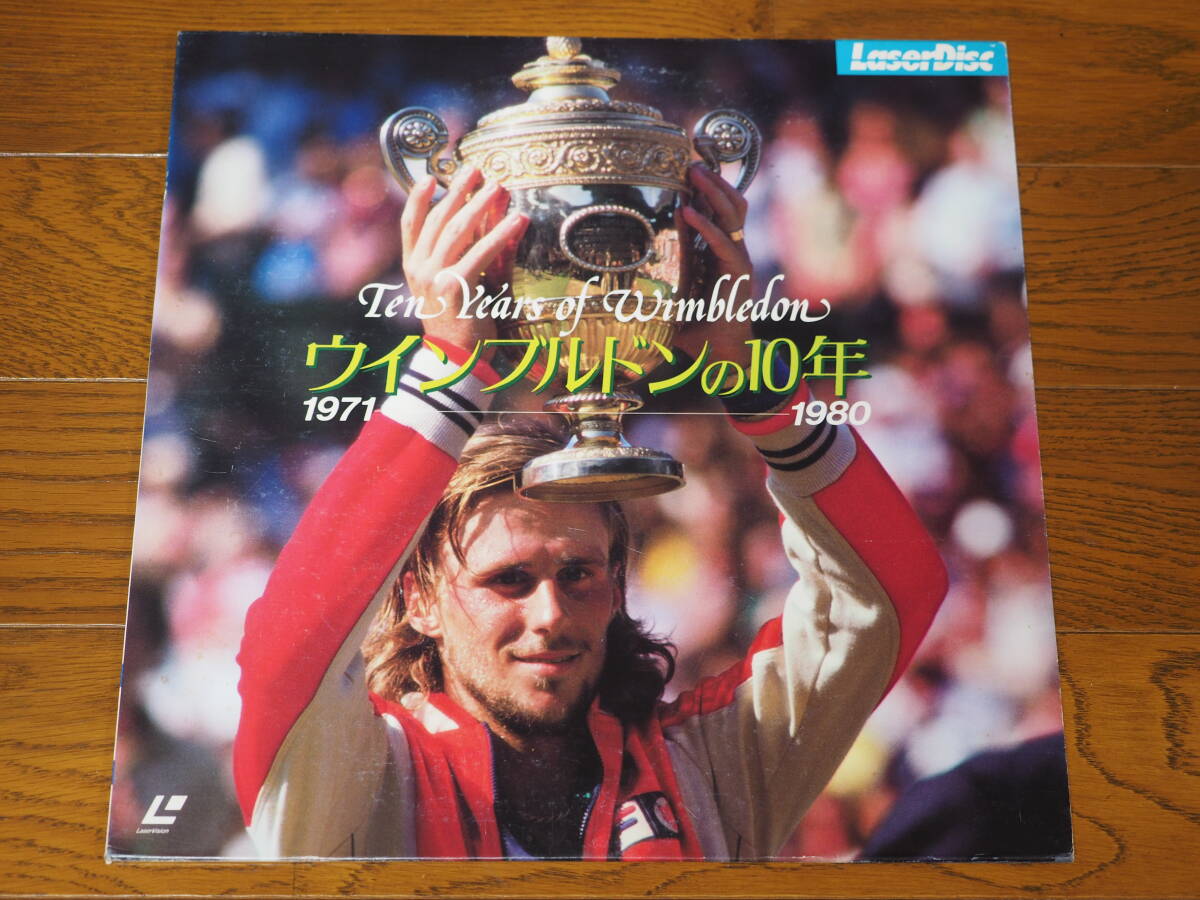 LaserDisc
Ten Years of Wimbledon
ウインブルドンの10年
1971 1980
LaserVision